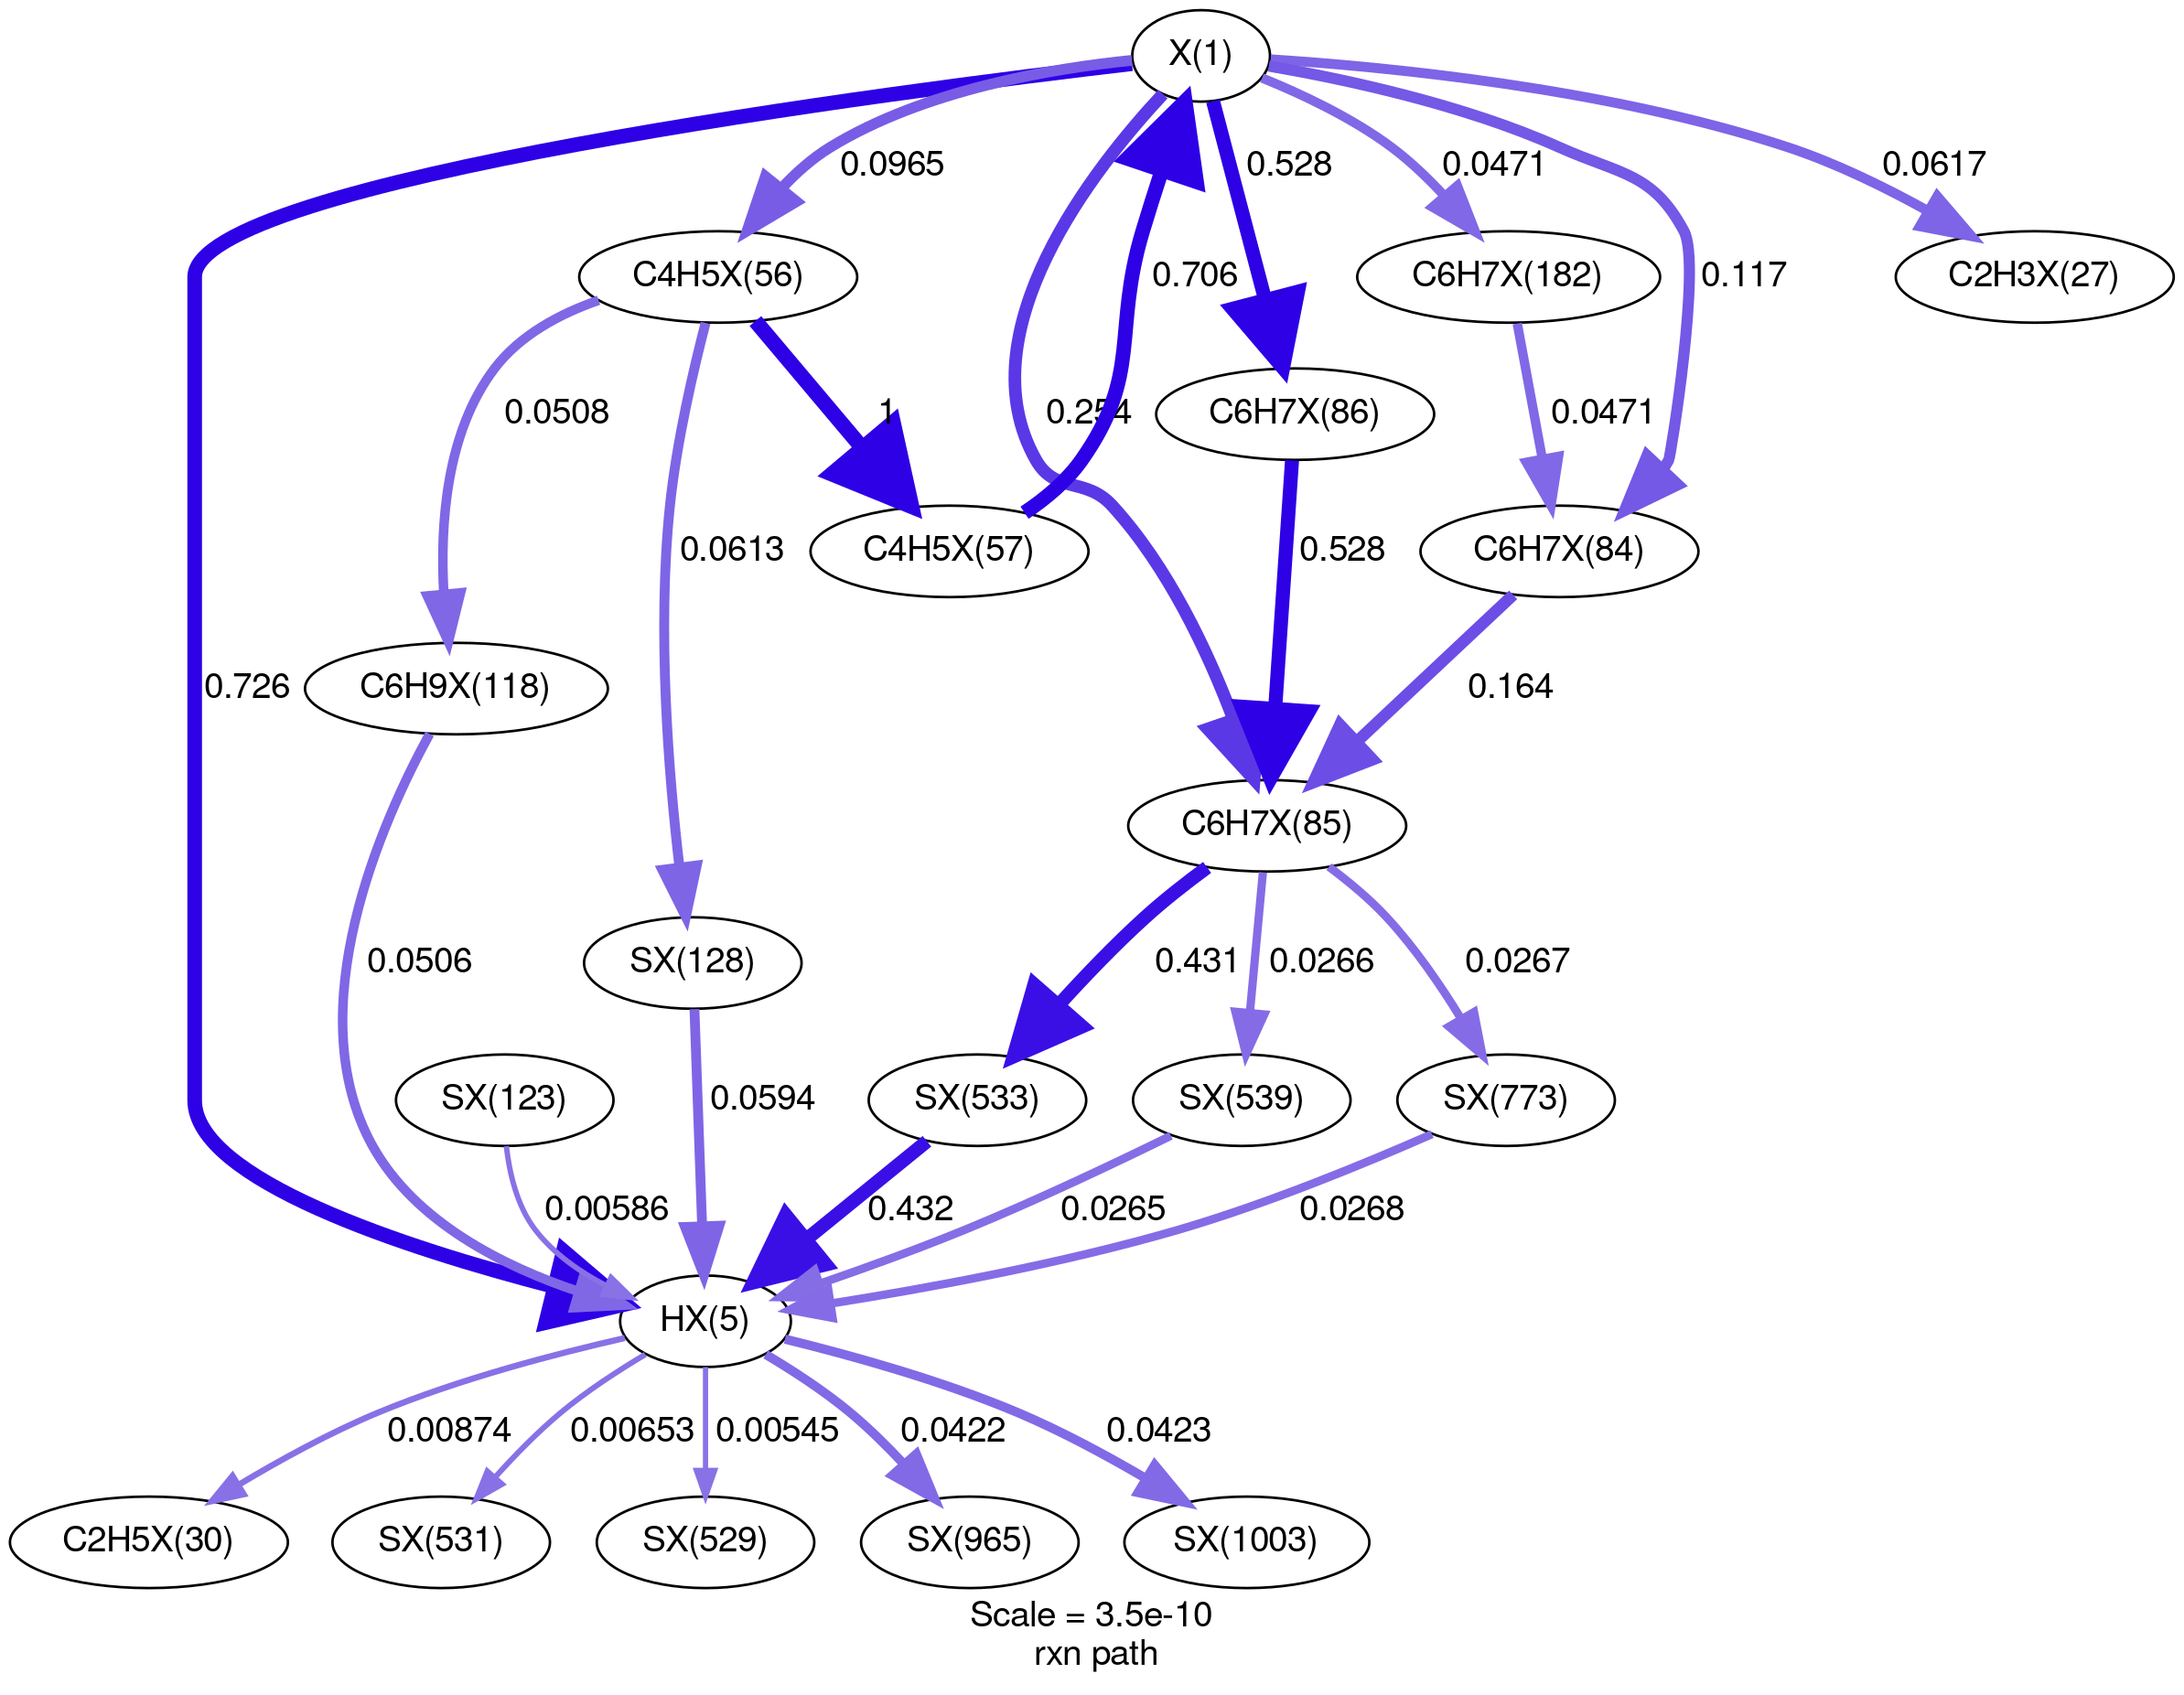 X(1)
0.0965
0.528
0.0471
0.0617
C4H5X(56)
0.706
C6H7X(182)
0.117
C2H3X(27)
0.0508
1
0.254
C6H7X(86)
0.0471
0.0613
C4H5X(57)
0.528
C6H7X(84)
0.726
C6H9X(118)
0.164
C6H7X(85)
0.0506
SX(128)
0.431
0.0266
0.0267
SX(123)
0.0594
SX(533)
SX(539)
SX(773)
0.00586
0.432
0.0265
0.0268
HX(5)
0.00874
0.00653
0.00545
0.0422
0.0423
C2H5X(30)
SX(531)
SX(529)
SX(965)
SX(1003)
Scale = 3.5e-10
rxn path